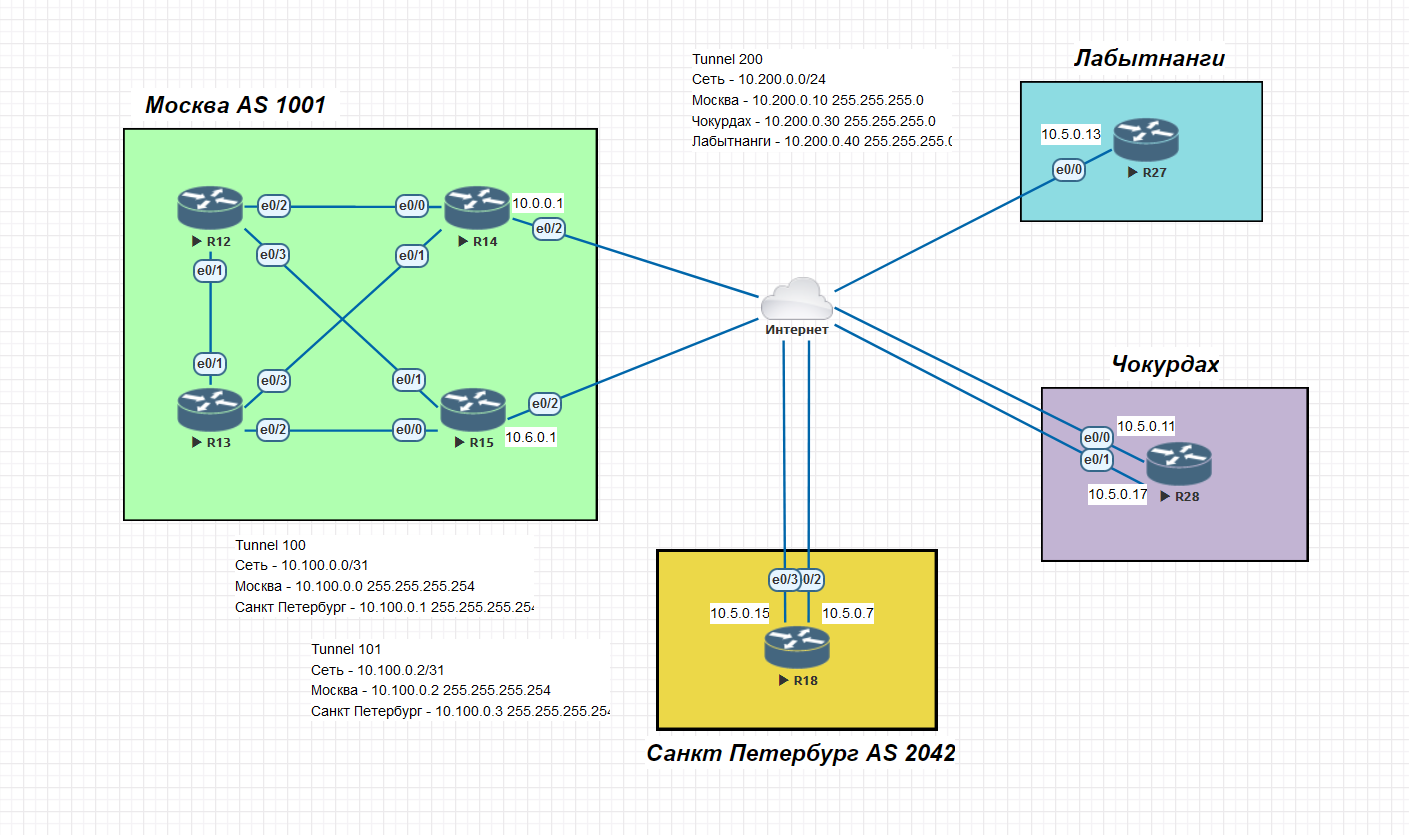 Tunnel 200
Сеть - 10.200.0.0/24
Москва - 10.200.0.10 255.255.255.0
Чокурдах - 10.200.0.30 255.255.255.0
Лабытнанги - 10.200.0.40 255.255.255.0
Лабытнанги
10.5.0.13
e0/0
R27
Москва AS 1001
e0/2
e0/0
10.0.0.1
e0/2
R12
R14
e0/3
e0/1
e0/1
Интернет
e0/1
e0/3
e0/1
e0/2
R13
e0/2
e0/0
R15
10.6.0.1
Чокурдах
10.5.0.11
e0/0
e0/1
10.5.0.17
R28
Tunnel 100
Сеть - 10.100.0.0/31
Москва - 10.100.0.0 255.255.255.254
Санкт Петербург - 10.100.0.1 255.255.255.254
Tunnel 101
Сеть - 10.100.0.2/31
Москва - 10.100.0.2 255.255.255.254
Санкт Петербург - 10.100.0.3 255.255.255.254
e0/3
0/2
10.5.0.15
10.5.0.7
R18
Санкт Петербург AS 2042